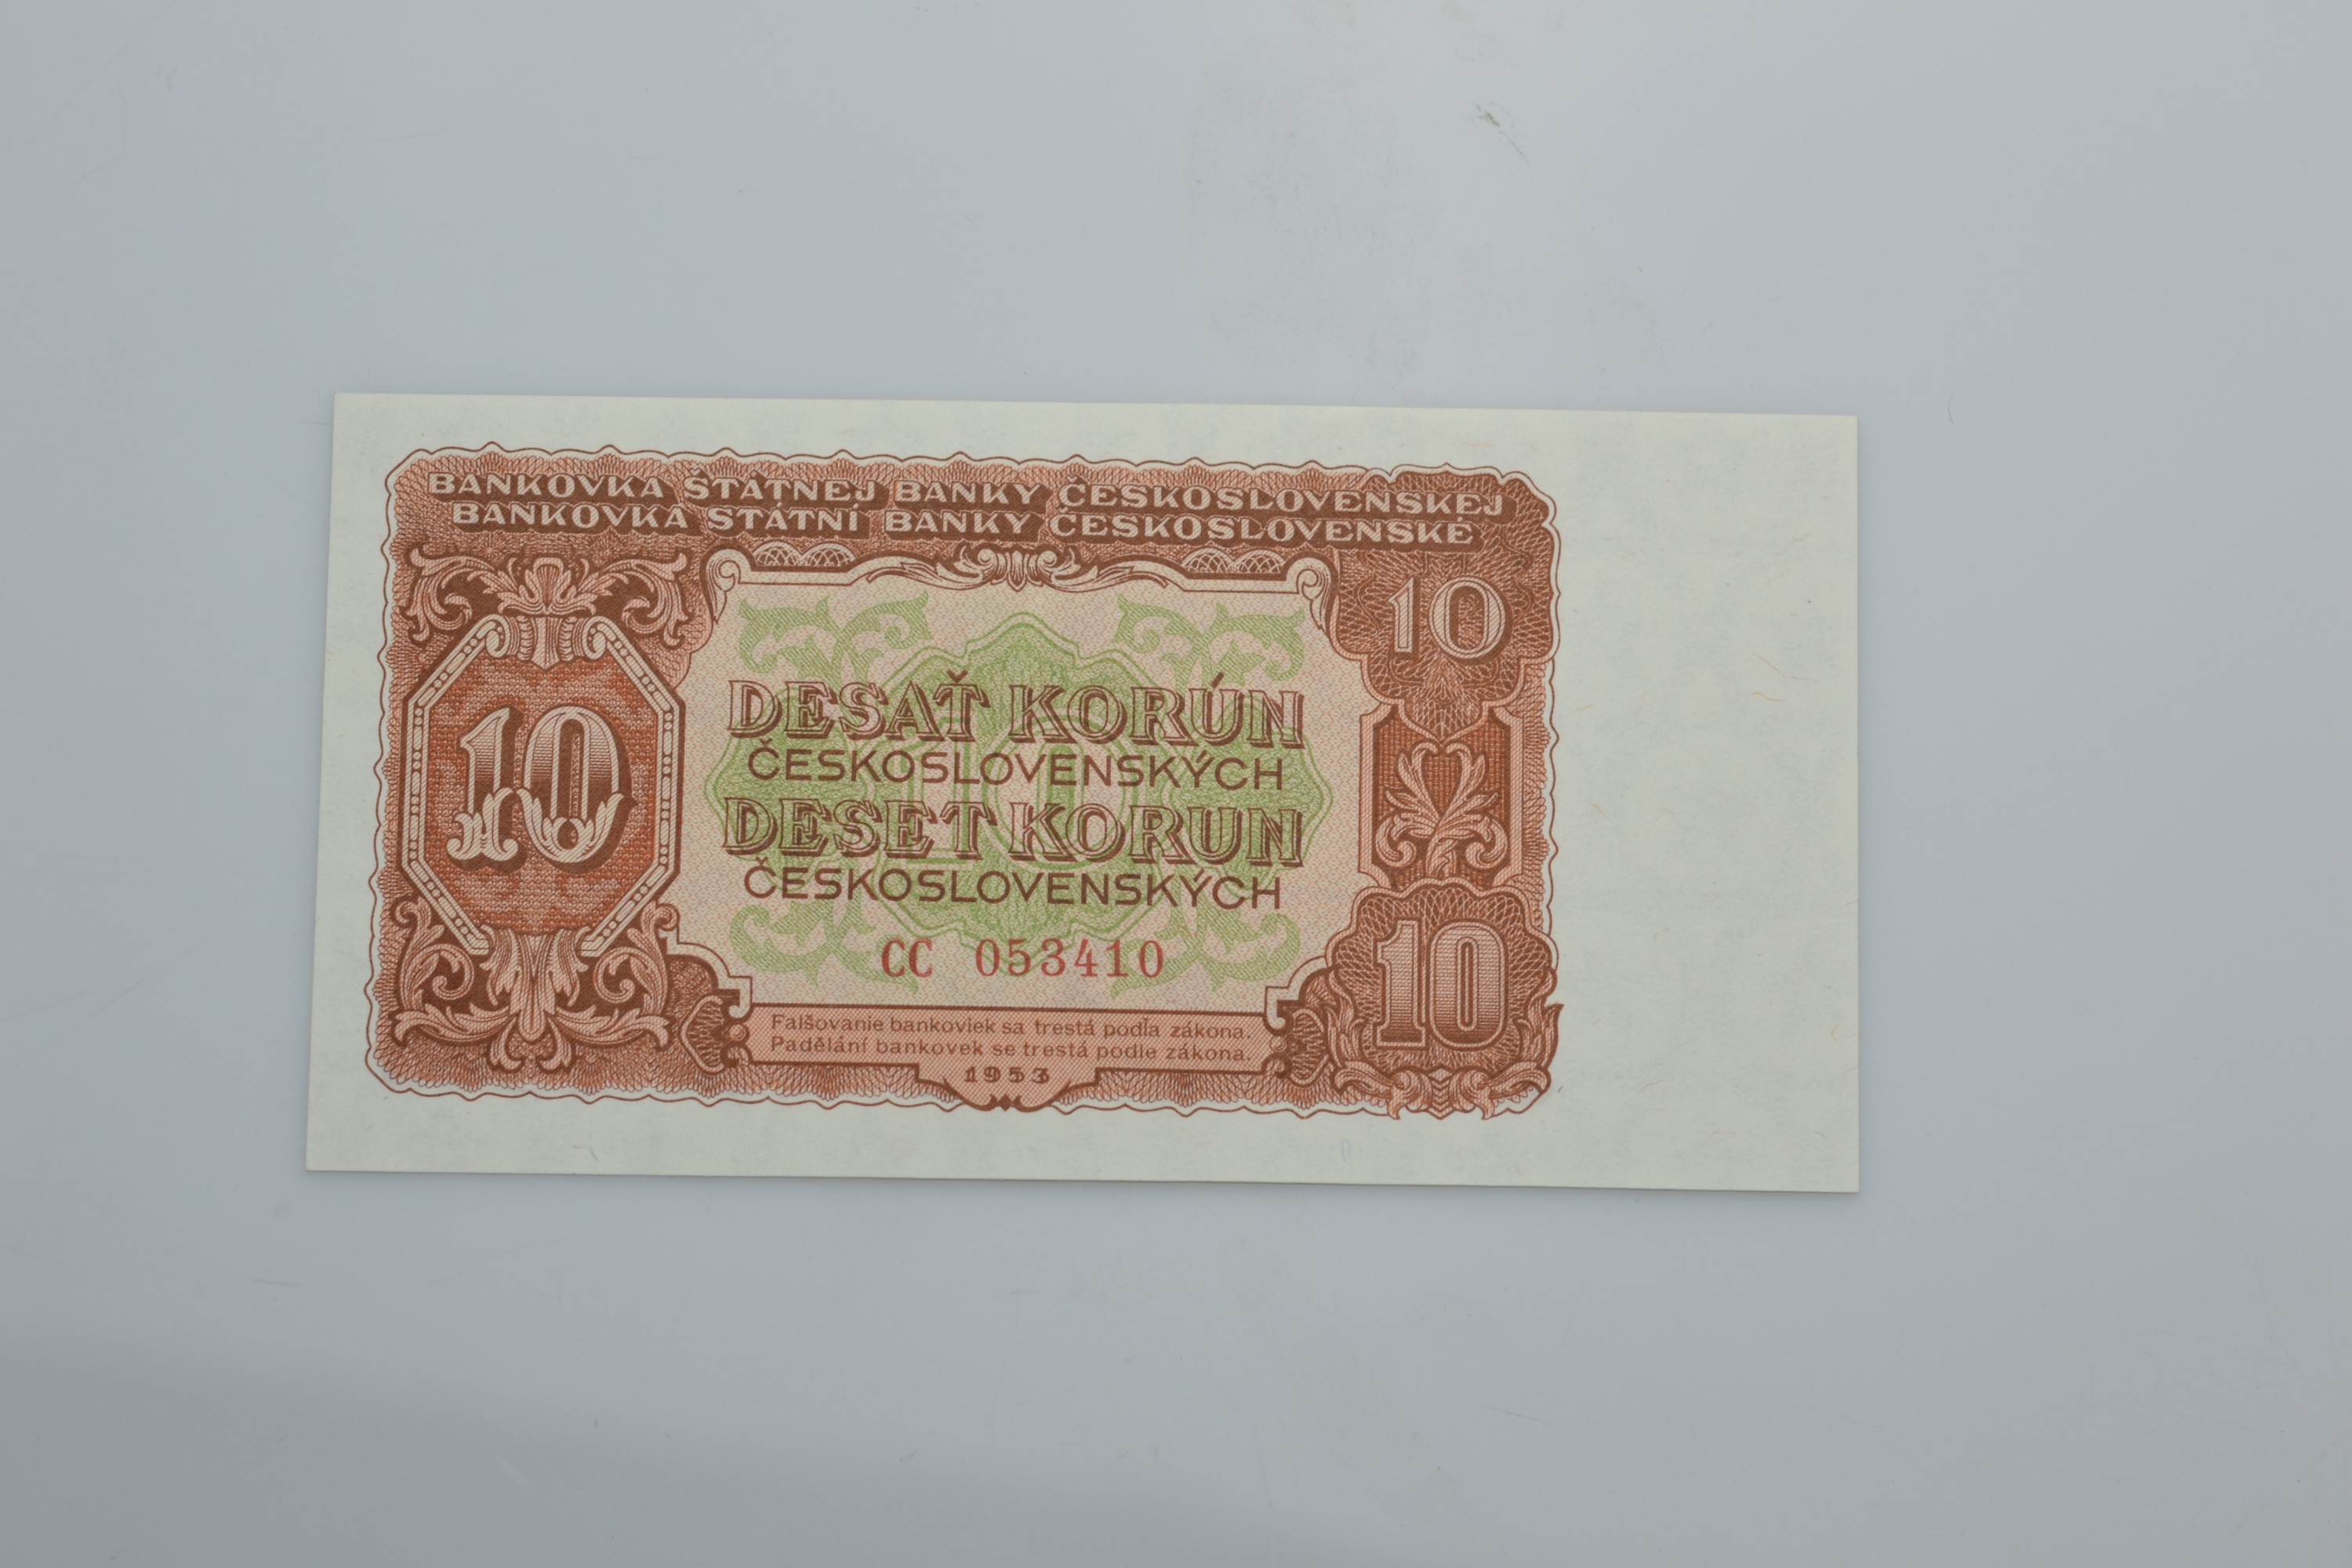 BANKOVKA ŠTÁTNEJ BANKY ČESKOSLOVENSKEJ
BANKOVKA STÁTNÍ BANKY ČESKOSLOVENSKÉ
10
10
DESAŤ KORÚN
ČESKOSLOVENSKÝCH
DESET KORUN
ČESKOSLOVENSKÝCH
CC 053410
10
Falšovanie bankoviek sa trestá podľa zákona.
Padělání bankovek se trestá podle zákona.
1953